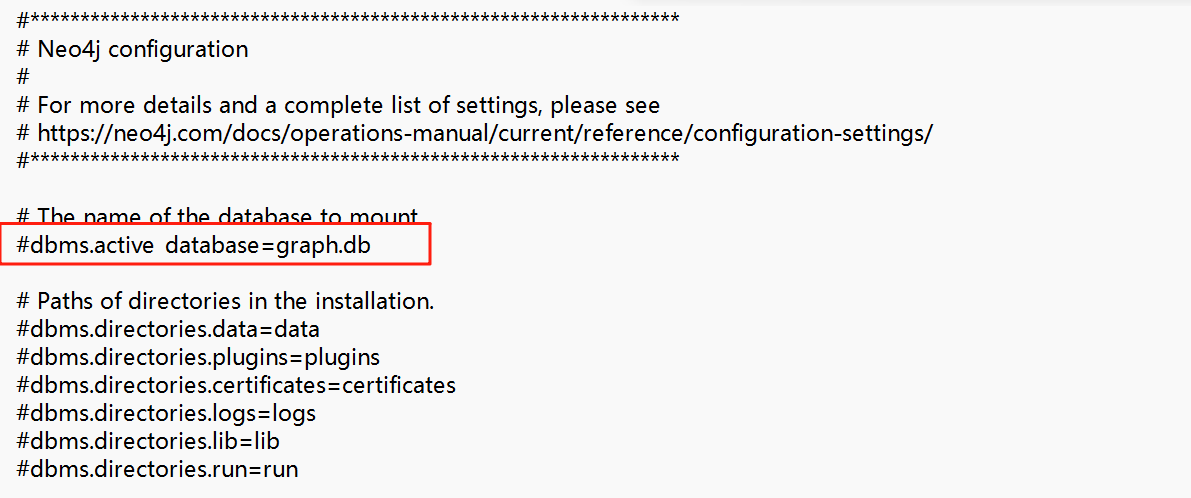 #*****************************************************************
# Neo4j configuration
#
# For more details and a complete list of settings, please see
# https://neo4j.com/docs/operations-manual/current/reference/configuration-settings/
#*****************************************************************
# The name of the database to mount
#dbms.active_database=graph.db
# Paths of directories in the installation.
#dbms.directories.data=data
#dbms.directories.plugins=plugins
#dbms.directories.certificates=certificates
#dbms.directories.logs=logs
#dbms.directories.lib=lib
#dbms.directories.run=run